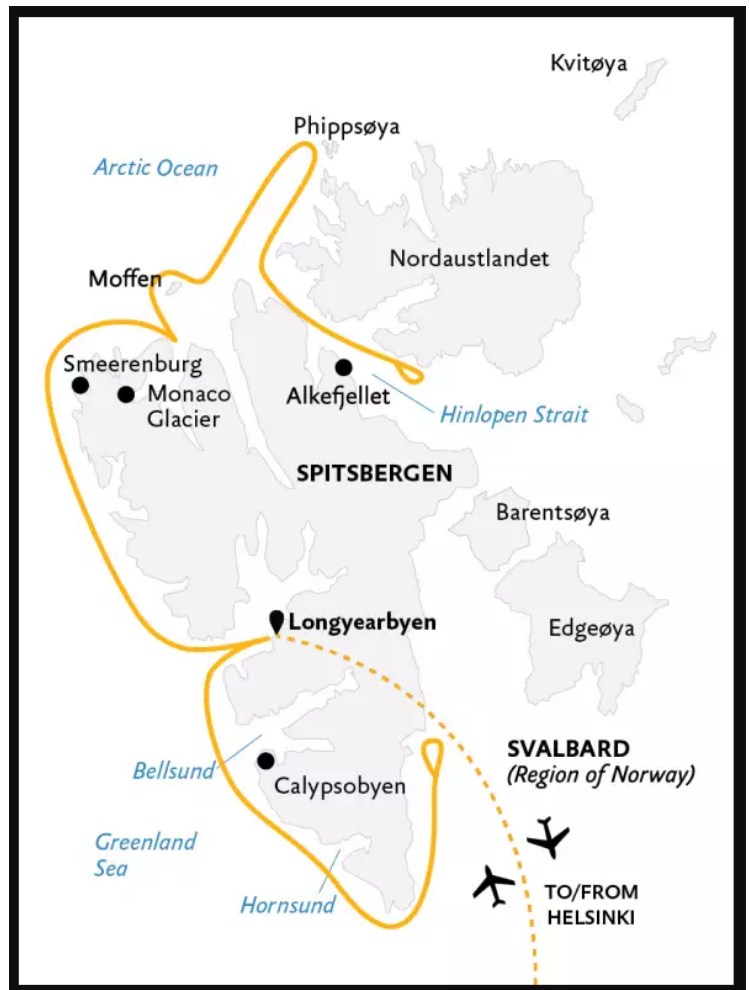 Kvitøya
Phippsøya
Arctic Ocean
Nordaustlandet
Moffen
Smeerenburg
Monaco
Glacier
Alkefjellet
Hinlopen Strait
SPITSBERGEN
Barentsøya
Longyearbyen
Edgeøya
SVALBARD
(Region of Norway)
Bellsund
Calypsobyen
Greenland
Sea
Hornsund
TO/FROM
HELSINKI